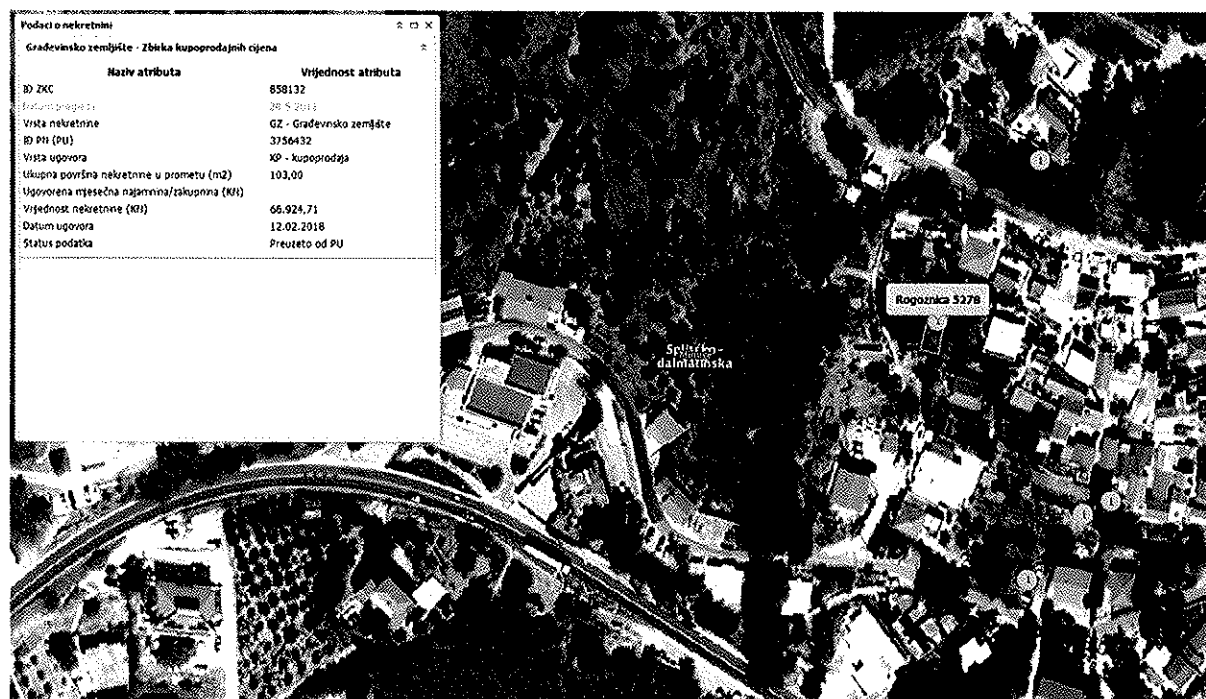 Podaci o nekretnini
Građevinsko zemljište - Zbirka kupoprodajnih cijena
Naziv atributa Vrijednost atributa
ID ZKC 858132
Datum pregleda
Vrsta nekretnine GZ - Građevinsko zemljište
ID PN (PU) 3756432
Vrsta ugovora KP - kupoprodaja
Ukupna površina nekretnine u prometu (m2) 103,00
Ugovorena mjesečna najamnina/zakupnina (KN)
Vrijednost nekretnine (KN) 66.924,71
Datum ugovora 12.02.2018
Status podatka Preuzeto od PU
Rogoznica 3278
Splitsko-
dalmatinska